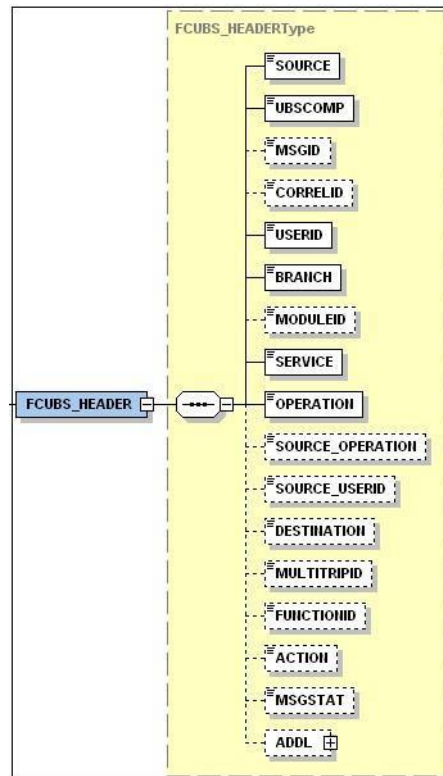 FCUBS_HEADERType
SOURCE
UBSCOMP
MSGID
CORRELID
USERID
BRANCH
MODULEID
SERVICE
FCUBS_HEADER
OPERATION
SOURCE_OPERATION
SOURCE_USERID
DESTINATION
MULTITRIPID
FUNCTIONID
ACTION
MSGSTAT
ADDL